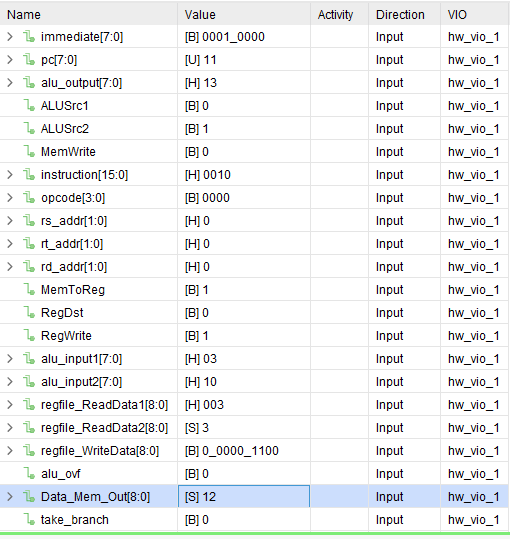 Name Value Activity Direction VIO
immediate[7:0] [B] 0001_0000 Input hw_vio_1
pc[7:0] [U] 11 Input hw_vio_1
alu_output[7:0] [H] 13 Input hw_vio_1
ALUSrc1 [B] 0 Input hw_vio_1
ALUSrc2 [B] 1 Input hw_vio_1
MemWrite [B] 0 Input hw_vio_1
instruction[15:0] [H] 0010 Input hw_vio_1
opcode[3:0] [B] 0000 Input hw_vio_1
rs_addr[1:0] [H] 0 Input hw_vio_1
rt_addr[1:0] [H] 0 Input hw_vio_1
rd_addr[1:0] [H] 0 Input hw_vio_1
MemToReg [B] 1 Input hw_vio_1
RegDst [B] 0 Input hw_vio_1
RegWrite [B] 1 Input hw_vio_1
alu_input1[7:0] [H] 03 Input hw_vio_1
alu_input2[7:0] [H] 10 Input hw_vio_1
regfile_ReadData1[8:0] [H] 003 Input hw_vio_1
regfile_ReadData2[8:0] [S] 3 Input hw_vio_1
regfile_WriteData[8:0] [B] 0_0000_1100 Input hw_vio_1
alu_ovf [B] 0 Input hw_vio_1
Data_Mem_Out[8:0] [S] 12 Input hw_vio_1
take_branch [B] 0 Input hw_vio_1